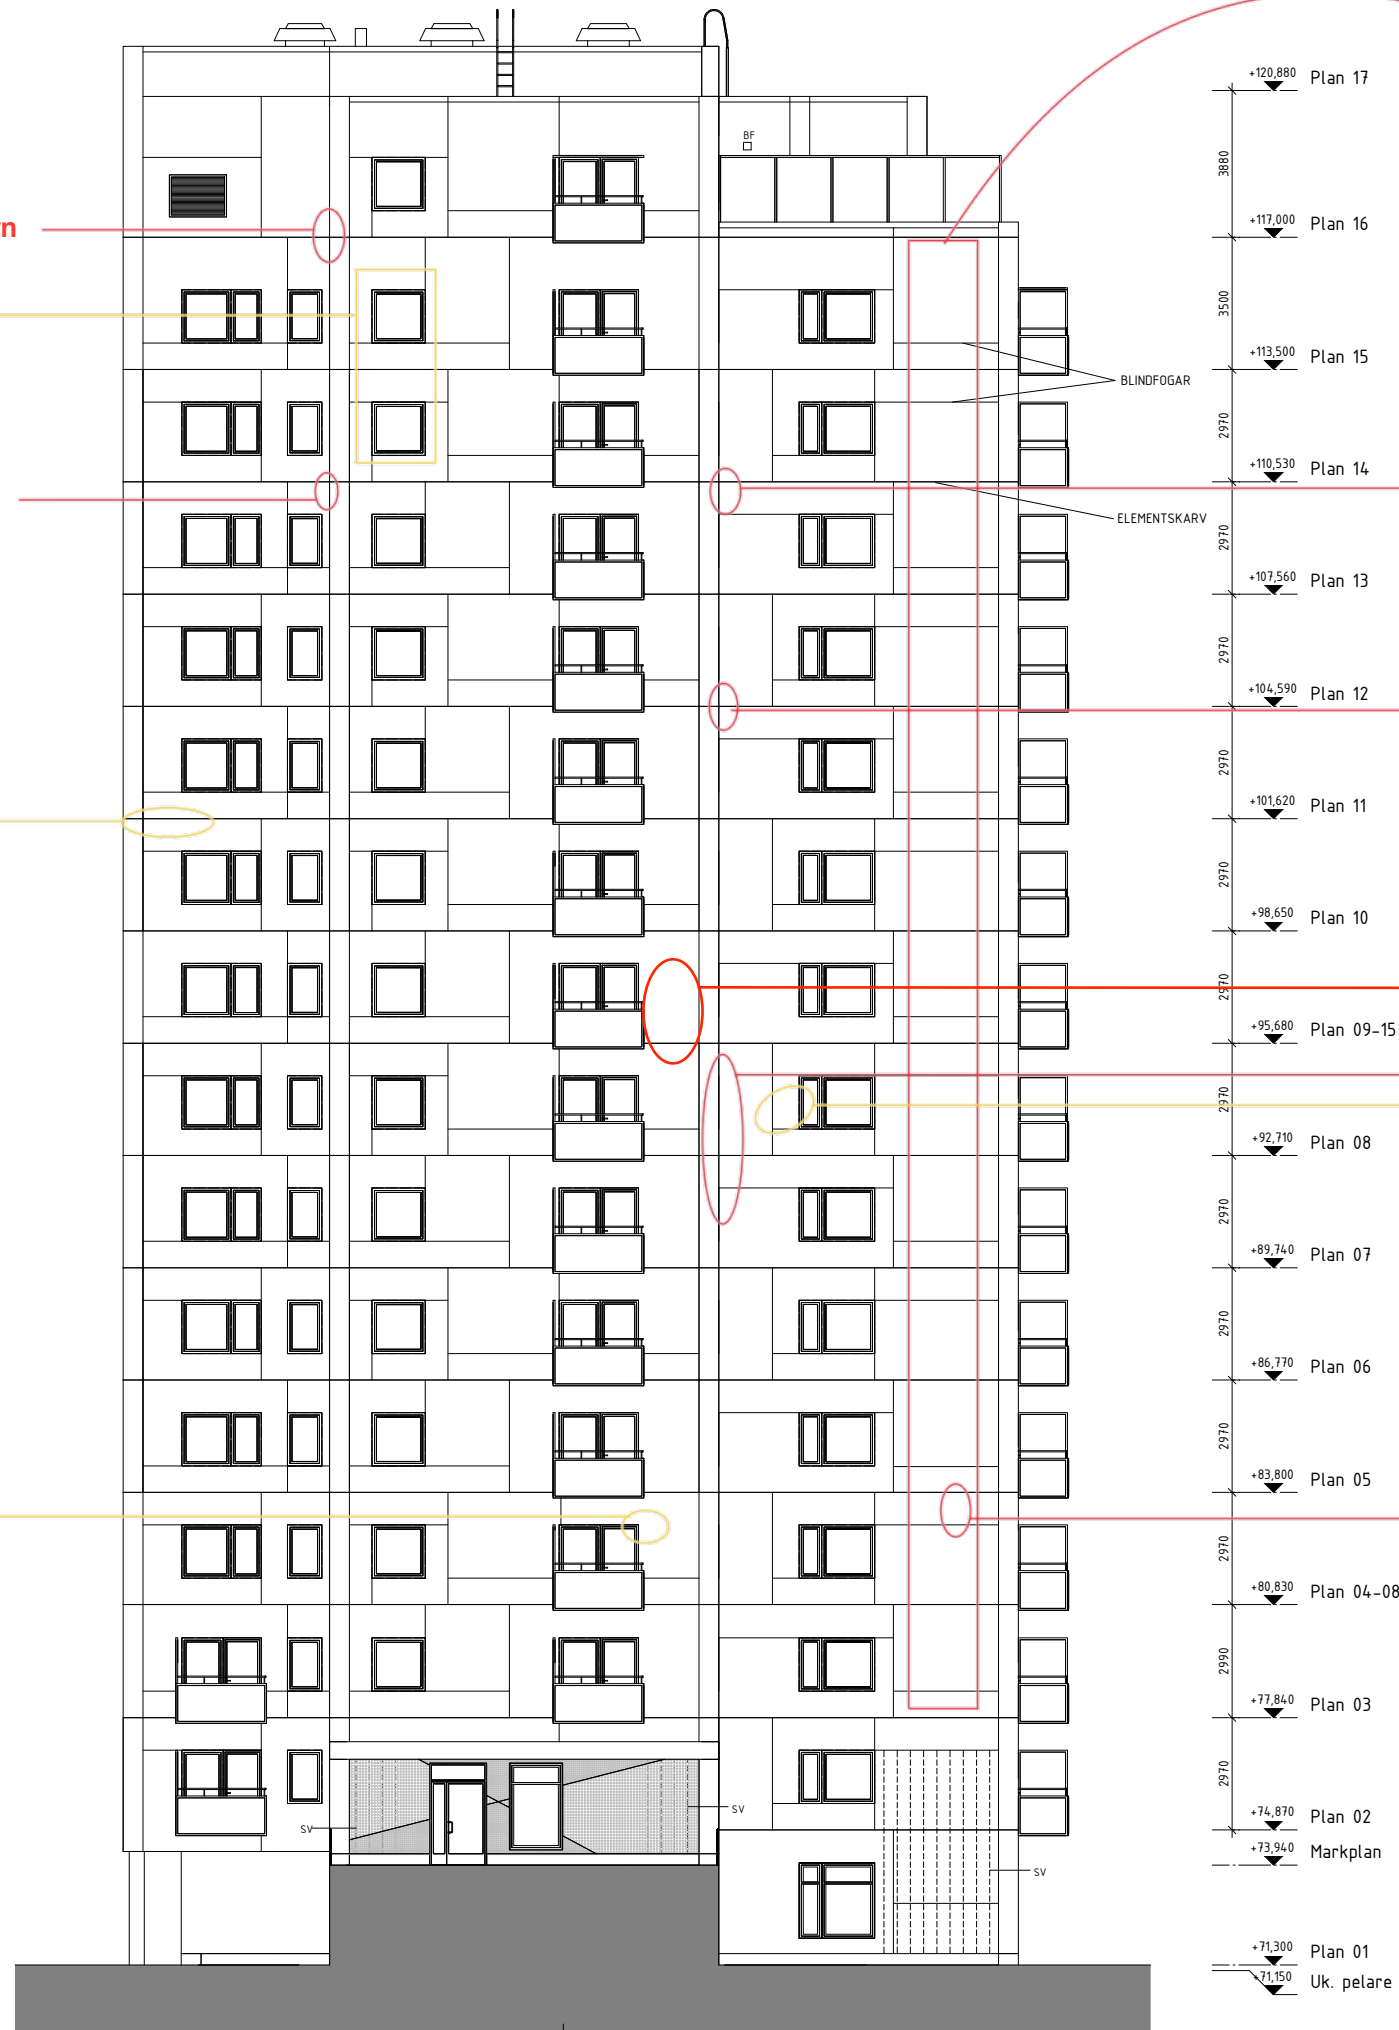 +120,880 Plan 17
BF
3880
rn
+117,000 Plan 16
3500
+113,500 Plan 15
BLINDFOGAR
2970
+110,530 Plan 14
ELEMENTSKARV
2970
+107,560 Plan 13
2970
+104,590 Plan 12
2970
+101,620 Plan 11
2970
+98,650 Plan 10
2970
+95,680 Plan 09-15
2970
+92,710 Plan 08
2970
+89,740 Plan 07
2970
+86,770 Plan 06
2970
+83,800 Plan 05
2970
+80,830 Plan 04-08
2990
+77,840 Plan 03
2970
SV
+74,870 Plan 02
SV
+73,940 Markplan
SV
+71,300 Plan 01
+71,150 Uk. pelare